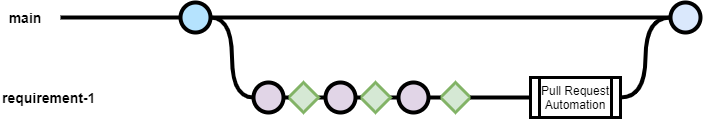 main
requirement-1
Pull Request
Automation